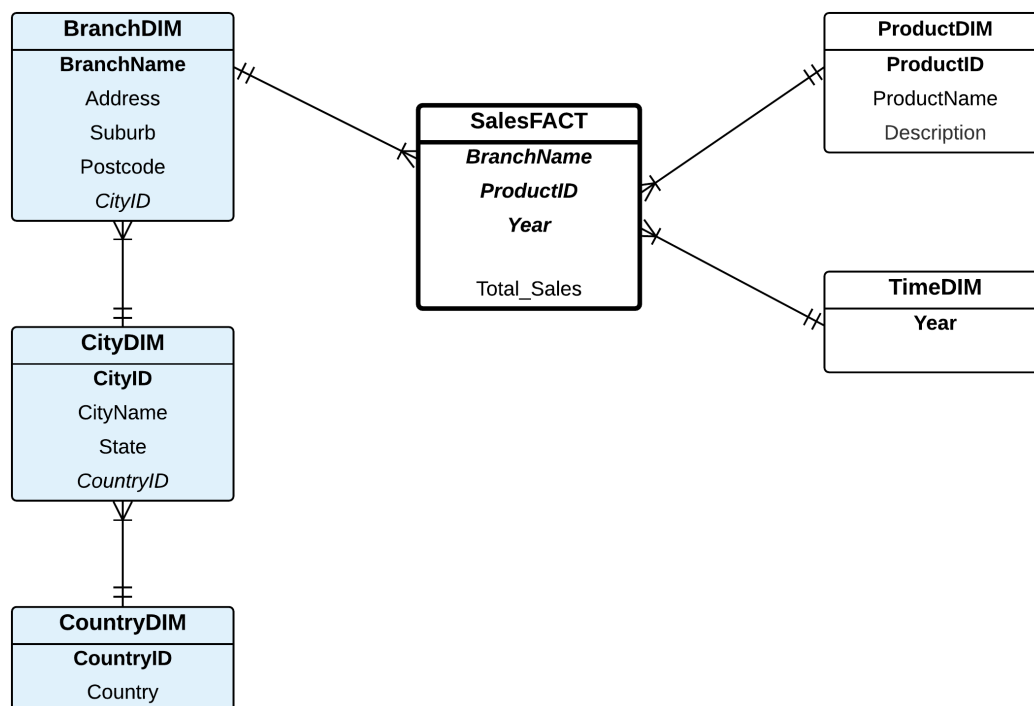 BranchDIM
BranchName
Address
Suburb
Postcode
CityID
CityDIM
CityID
CityName
State
CountryID
CountryDIM
CountryID
Country
SalesFACT
BranchName
ProductID
Year
Total_Sales
ProductDIM
ProductID
ProductName
Description
TimeDIM
Year